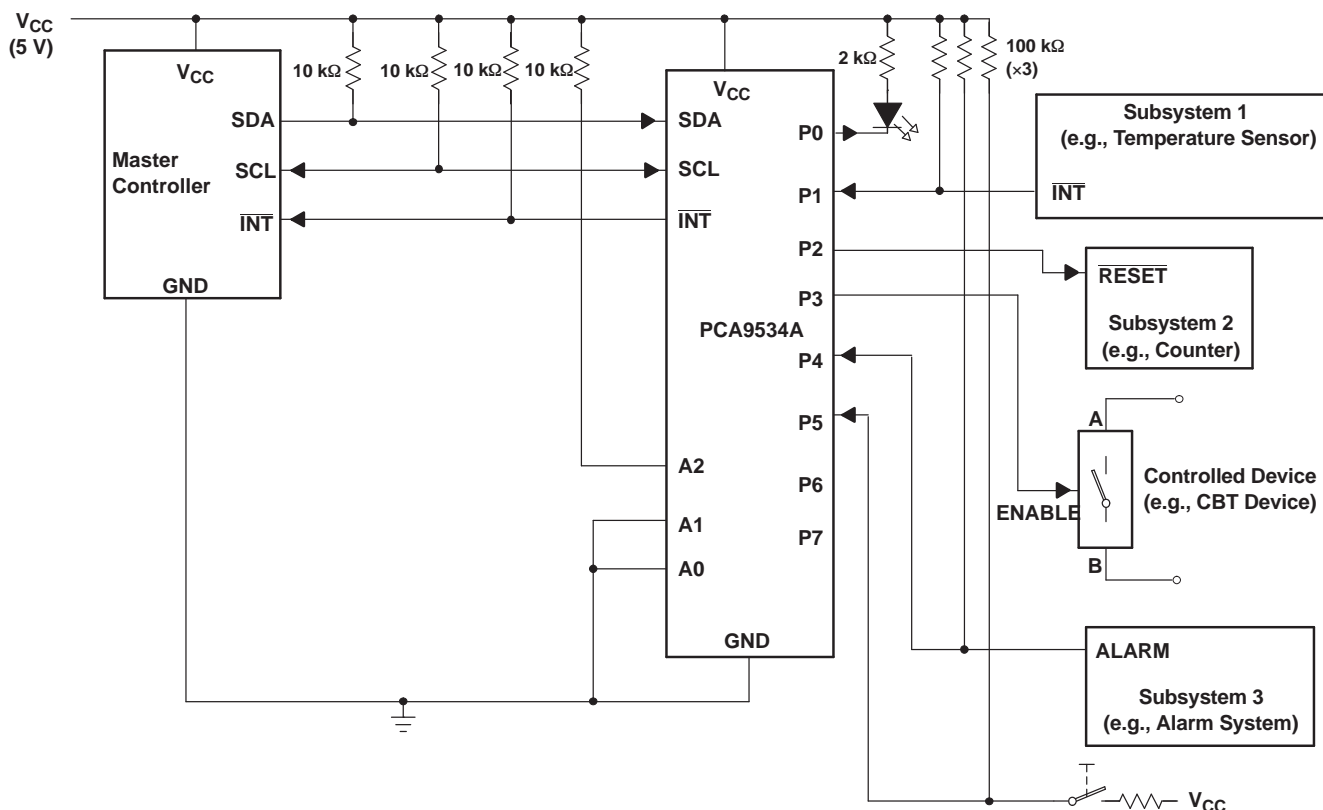 VCC
(5 V)
VCC
SDA
SCL
INT
Master
Controller
GND
10 kΩ
10 kΩ
10 kΩ
10 kΩ
VCC
SDA
SCL
INT
PCA9534A
A2
A1
A0
GND
P0
P1
P2
P3
P4
P5
P6
P7
2 kΩ
100 kΩ
(×3)
Subsystem 1
(e.g., Temperature Sensor)
INT
RESET
Subsystem 2
(e.g., Counter)
A
ENABLE
B
Controlled Device
(e.g., CBT Device)
ALARM
Subsystem 3
(e.g., Alarm System)
VCC